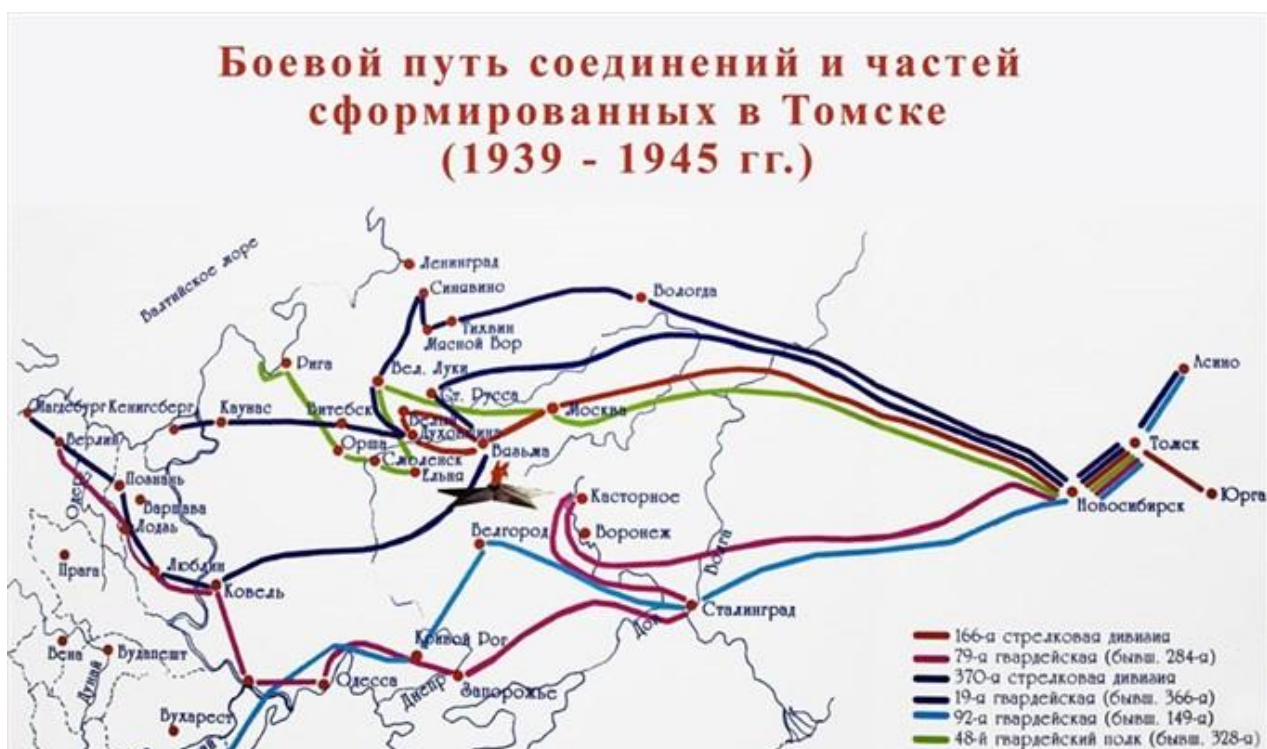 Боевой путь соединений и частей
сформированных в Томске
(1939 - 1945 гг.)
Балтийское море
Ленинград
Синявино
Вологда
Тихвин
Мясной Бор
Рига
Вел. Луки
Ст. Русса
Асино
Магдебург
Кенигсберг
Каунас
Витебск
Белый
Москва
Духовщина
Берлин
Орша
Вязьма
Томск
Смоленск
Ельня
Познань
Одер
Варшава
Касторное
Новосибирск
Юрга
Лодзь
Белгород
Воронеж
Волга
Прага
Люблин
Ковель
Сталинград
Дон
Вена
Будапешт
Дунай
Кривой Рог
Одесса
Днепр
Запорожье
Бухарест
166-я стрелковая дивизия
79-а гвардейская (бывш. 284-а)
370-а стрелковая дивизия
19-а гвардейская (бывш. 366-а)
92-а гвардейская (бывш. 149-а)
48-й гвардейский полк (бывш. 328-а)